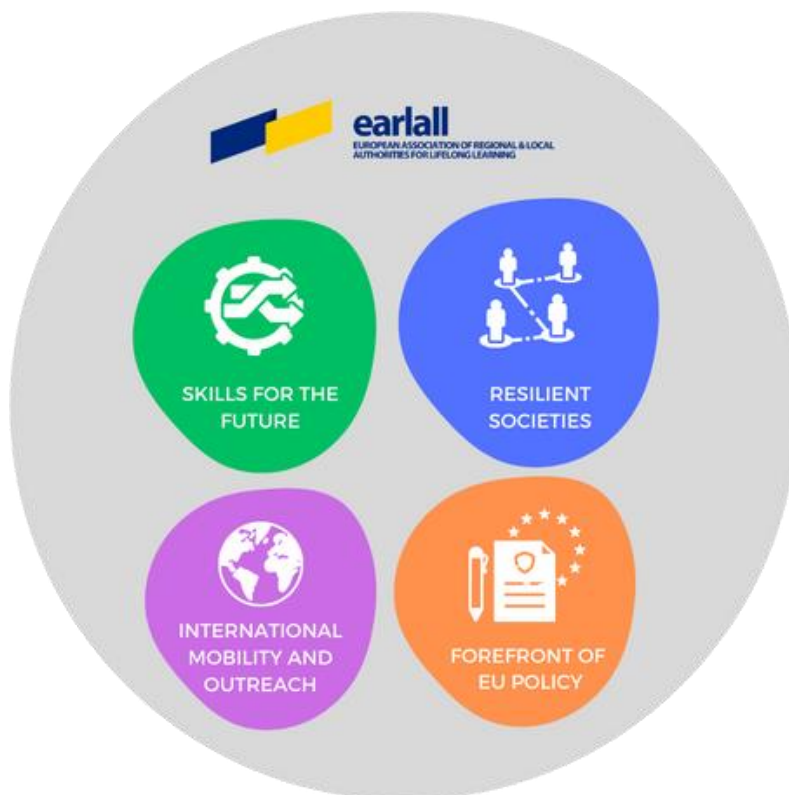 earlall
EUROPEAN ASSOCIATION OF REGIONAL & LOCAL
AUTHORITIES FOR LIFELONG LEARNING
SKILLS FOR THE
FUTURE
RESILIENT
SOCIETIES
INTERNATIONAL
MOBILITY AND
OUTREACH
FOREFRONT OF
EU POLICY